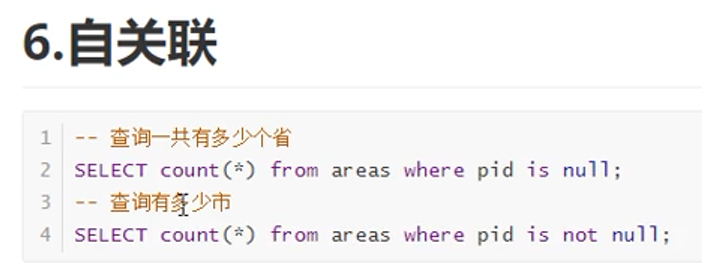 6.自关联
1 -- 查询一共有多少个省
2 SELECT count(*) from areas where pid is null;
3 -- 查询有多少市
4 SELECT count(*) from areas where pid is not null;